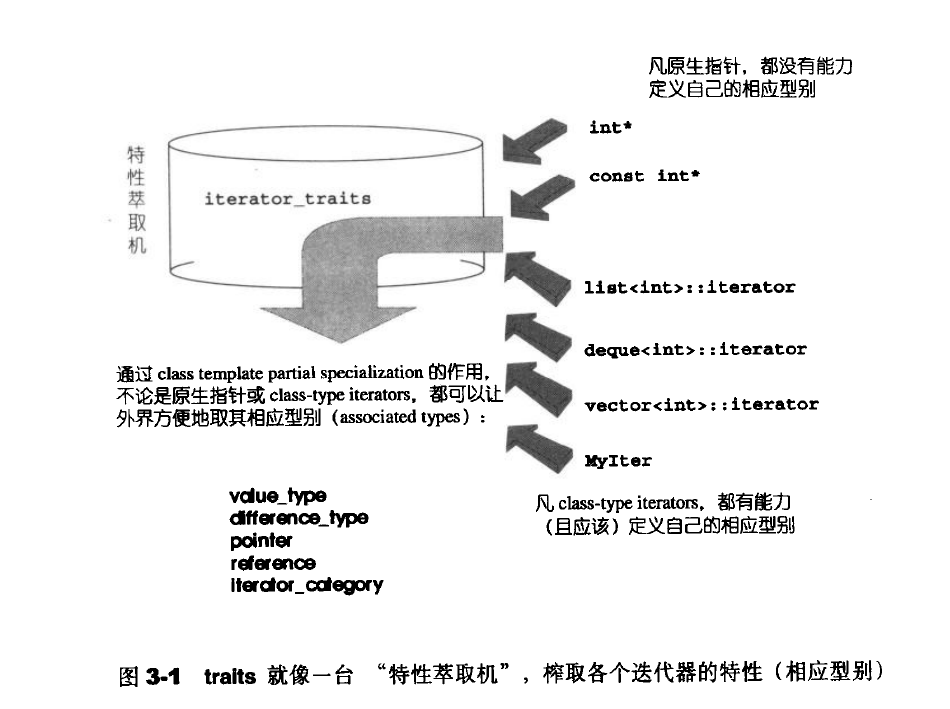 凡原生指针，都没有能力
定义自己的相应型别
int*
const int*
特性萃取机
iterator_traits
list<int>::iterator
deque<int>::iterator
vector<int>::iterator
MyIter
通过 class template partial specialization 的作用，
不论是原生指针或 class-type iterators，都可以让
外界方便地取其相应型别（associated types）：
value_type
difference_type
pointer
reference
iterator_category
凡 class-type iterators，都有能力
（且应该）定义自己的相应型别
图 3-1 traits 就像一台 “特性萃取机”，榨取各个迭代器的特性（相应型别）